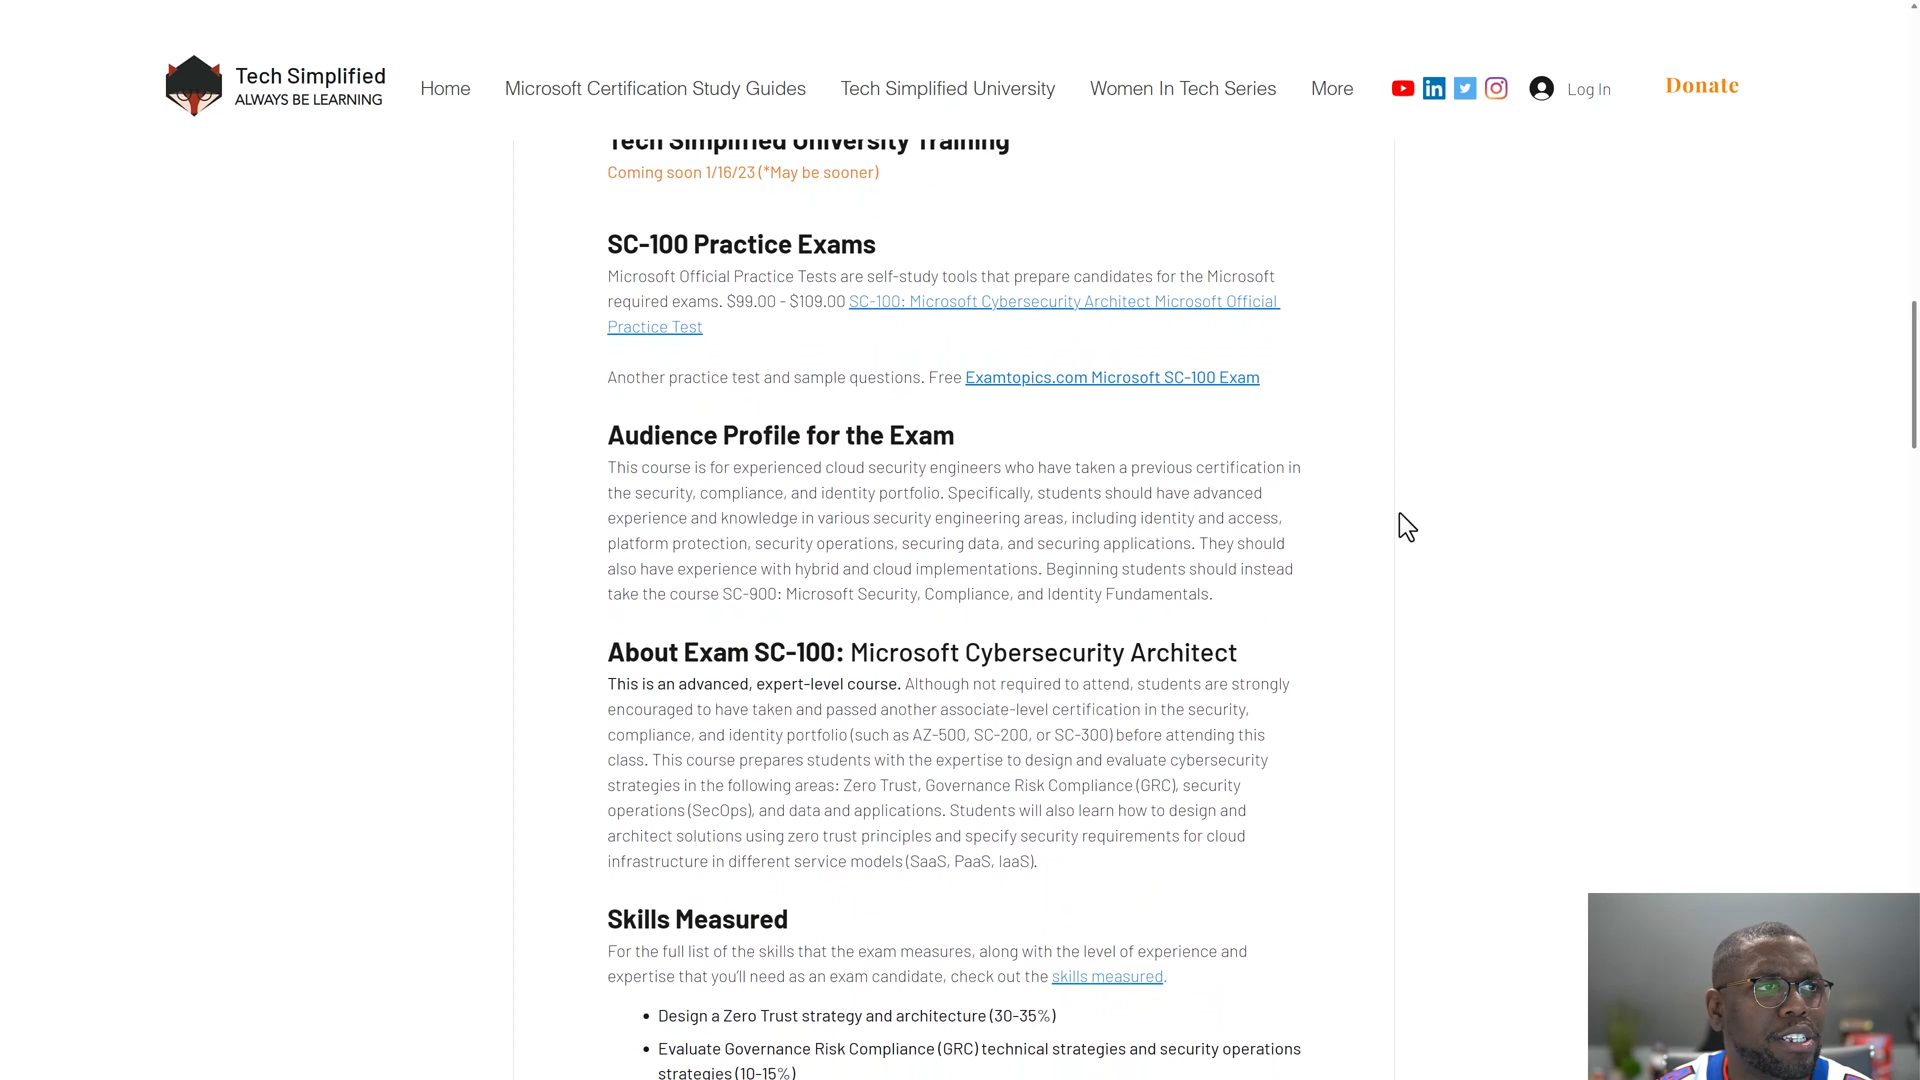 Tech Simplified
ALWAYS BE LEARNING
Home
Microsoft Certification Study Guides
Tech Simplified University
Women In Tech Series
More
Log In
Donate
Tech Simplified University Training
Coming soon 1/16/23 (*May be sooner)
SC-100 Practice Exams
Microsoft Official Practice Tests are self-study tools that prepare candidates for the Microsoft
required exams. $99.00 - $109.00 SC-100: Microsoft Cybersecurity Architect Microsoft Official
Practice Test
Another practice test and sample questions. Free Examtopics.com Microsoft SC-100 Exam
Audience Profile for the Exam
This course is for experienced cloud security engineers who have taken a previous certification in
the security, compliance, and identity portfolio. Specifically, students should have advanced
experience and knowledge in various security engineering areas, including identity and access,
platform protection, security operations, securing data, and securing applications. They should
also have experience with hybrid and cloud implementations. Beginning students should instead
take the course SC-900: Microsoft Security, Compliance, and Identity Fundamentals.
About Exam SC-100: Microsoft Cybersecurity Architect
This is an advanced, expert-level course. Although not required to attend, students are strongly
encouraged to have taken and passed another associate-level certification in the security,
compliance, and identity portfolio (such as AZ-500, SC-200, or SC-300) before attending this
class. This course prepares students with the expertise to design and evaluate cybersecurity
strategies in the following areas: Zero Trust, Governance Risk Compliance (GRC), security
operations (SecOps), and data and applications. Students will also learn how to design and
architect solutions using zero trust principles and specify security requirements for cloud
infrastructure in different service models (SaaS, PaaS, IaaS).
Skills Measured
For the full list of the skills that the exam measures, along with the level of experience and
expertise that you'll need as an exam candidate, check out the skills measured.
• Design a Zero Trust strategy and architecture (30-35%)
• Evaluate Governance Risk Compliance (GRC) technical strategies and security operations
strategies (10-15%)